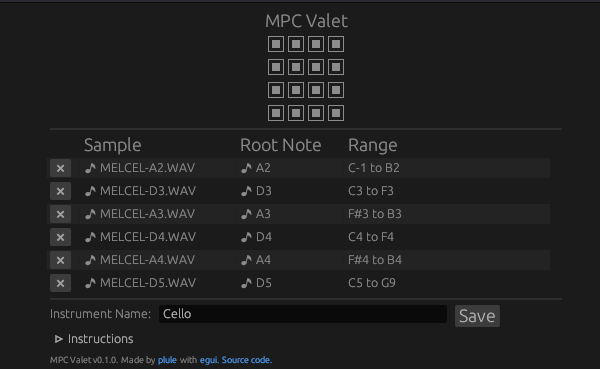 MPC Valet
Sample Root Note Range
× MELCEL-A2.WAV A2 C-1 to B2
× MELCEL-D3.WAV D3 C3 to F3
× MELCEL-A3.WAV A3 F#3 to B3
× MELCEL-D4.WAV D4 C4 to F4
× MELCEL-A4.WAV A4 F#4 to B4
× MELCEL-D5.WAV D5 C5 to G9
Instrument Name: Cello Save
Instructions
MPC Valet v0.1.0. Made by plule with egui. Source code.